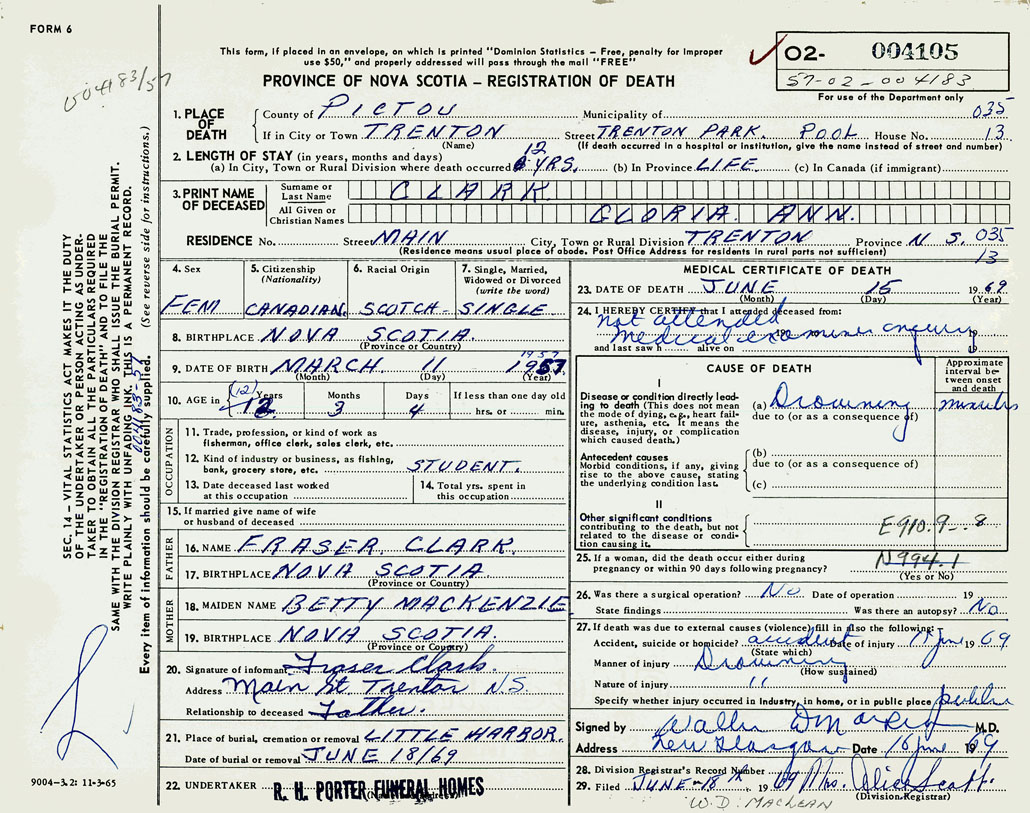 FORM 6
This form, if placed in an envelope, on which is printed "Dominion Statistics – Free, penalty for improper
use $50," and properly addressed will pass through the mail "FREE"
PROVINCE OF NOVA SCOTIA – REGISTRATION OF DEATH
✓ 02- 004105
57-02-004183
For use of the Department only
004183/57
1. PLACE OF DEATH
County of PICTOU Municipality of 035
If in City or Town TRENTON Street TRENTON PARK. POOL House No. 13
(Name) (If death occurred in a hospital or institution, give the name instead of street and number)
2. LENGTH OF STAY (in years, months and days)
(a) In City, Town or Rural Division where death occurred 12 YRS. (b) In Province LIFE. (c) In Canada (if immigrant)
3. PRINT NAME OF DECEASED
Surname or Last Name CLARK
All Given or Christian Names GLORIA ANN.
RESIDENCE No. Street MAIN City, Town or Rural Division TRENTON Province N.S. 035
(Residence means usual place of abode. Post Office Address for residents in rural parts not sufficient) 13
4. Sex FEM
5. Citizenship (Nationality) CANADIAN.
6. Racial Origin SCOTCH-
7. Single, Married, Widowed or Divorced (write the word) SINGLE
8. BIRTHPLACE NOVA SCOTIA.
(Province or Country)
9. DATE OF BIRTH MARCH 11 1957 1957
(Month) (Day) (Year)
10. AGE in (12) Years 12 Months 3 Days 4 If less than one day old hrs. or min.
OCCUPATION
11. Trade, profession, or kind of work as
fisherman, office clerk, sales clerk, etc.
12. Kind of industry or business, as fishing,
bank, grocery store, etc. STUDENT.
13. Date deceased last worked
at this occupation
14. Total yrs. spent in
this occupation
15. If married give name of wife
or husband of deceased
FATHER
16. NAME FRASER. CLARK.
17. BIRTHPLACE NOVA SCOTIA
(Province or Country)
MOTHER
18. MAIDEN NAME BETTY MACKENZIE
19. BIRTHPLACE NOVA SCOTIA.
(Province or Country)
20. Signature of informant Fraser Clark.
Address Main St Trenton N.S.
Relationship to deceased Father.
21. Place of burial, cremation or removal LITTLE HARBOR.
Date of burial or removal JUNE 18/69
22. UNDERTAKER R. H. PORTER FUNERAL HOMES
MEDICAL CERTIFICATE OF DEATH
23. DATE OF DEATH JUNE 15 1969
(Month) (Day) (Year)
24. I HEREBY CERTIFY that I attended deceased from:
not attended
19
Medical examiner enquiry
and last saw h alive on 19
CAUSE OF DEATH
Approximate interval between onset and death
I
Disease or condition directly leading to death (This does not mean the mode of dying, e.g., heart failure, asthenia, etc. It means the disease, injury, or complication which caused death.)
(a) Drowning minutes
due to (or as a consequence of)
Antecedent causes
Morbid conditions, if any, giving rise to the above cause, stating the underlying condition last.
(b)
due to (or as a consequence of)
(c)
II
Other significant conditions
contributing to the death, but not related to the disease or condition causing it.
E910.9-.8
N994.1
25. If a woman, did the death occur either during
pregnancy or within 90 days following pregnancy?
(Yes or No)
26. Was there a surgical operation? No Date of operation 19
State findings Was there an autopsy? No
27. If death was due to external causes (violence) fill in also the following:
Accident, suicide or homicide? accident Date of injury 15 June 1969
(State which)
Manner of injury Drowning
(How sustained)
Nature of injury "
Specify whether injury occurred in industry, in home, or in public place public
Signed by M.D.
Address New Glasgow Date 16 June 1969
28. Division Registrar's Record Number
29. Filed JUNE-18th 1969 Mrs. Alice Scott.
(Division Registrar)
W.D. MACLEAN
SEC. 14 – VITAL STATISTICS ACT MAKES IT THE DUTY
OF THE UNDERTAKER OR PERSON ACTING AS UNDER-
TAKER TO OBTAIN ALL THE PARTICULARS REQUIRED
IN THE "REGISTRATION OF DEATH" AND TO FILE THE
SAME WITH THE DIVISION REGISTRAR WHO SHALL ISSUE THE BURIAL PERMIT.
WRITE PLAINLY WITH UNFADING INK. THIS IS A PERMANENT RECORD.
Every item of information should be carefully supplied. (See reverse side for instructions.)
9004-3.2: 11-3-65